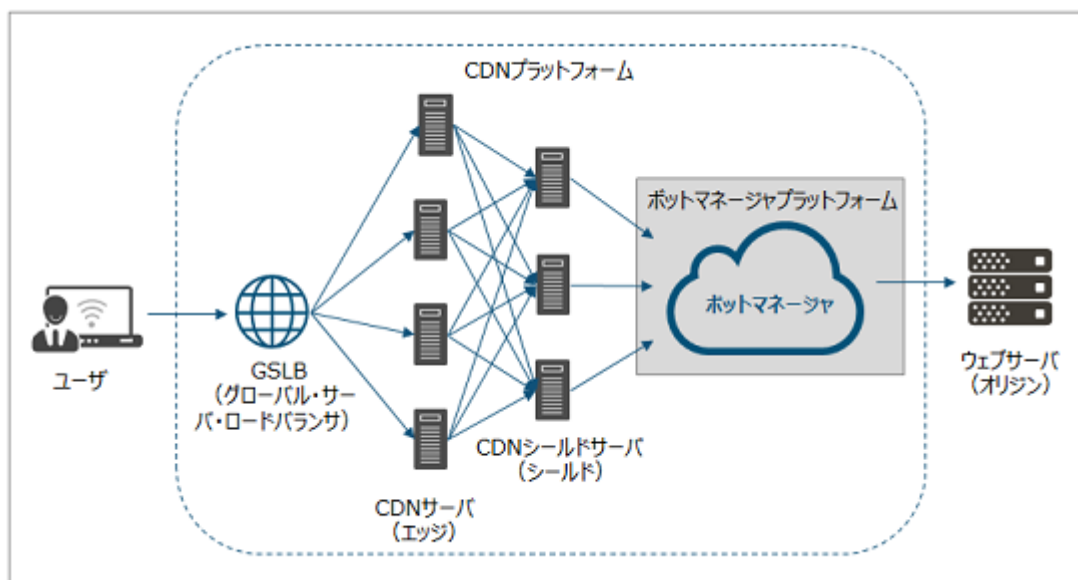 CDNプラットフォーム
ボットマネージャプラットフォーム
ボットマネージャ
ユーザ
GSLB
（グローバル・サー
バ・ロードバランサ）
CDNサーバ
（エッジ）
CDNシールドサーバ
（シールド）
ウェブサーバ
（オリジン）